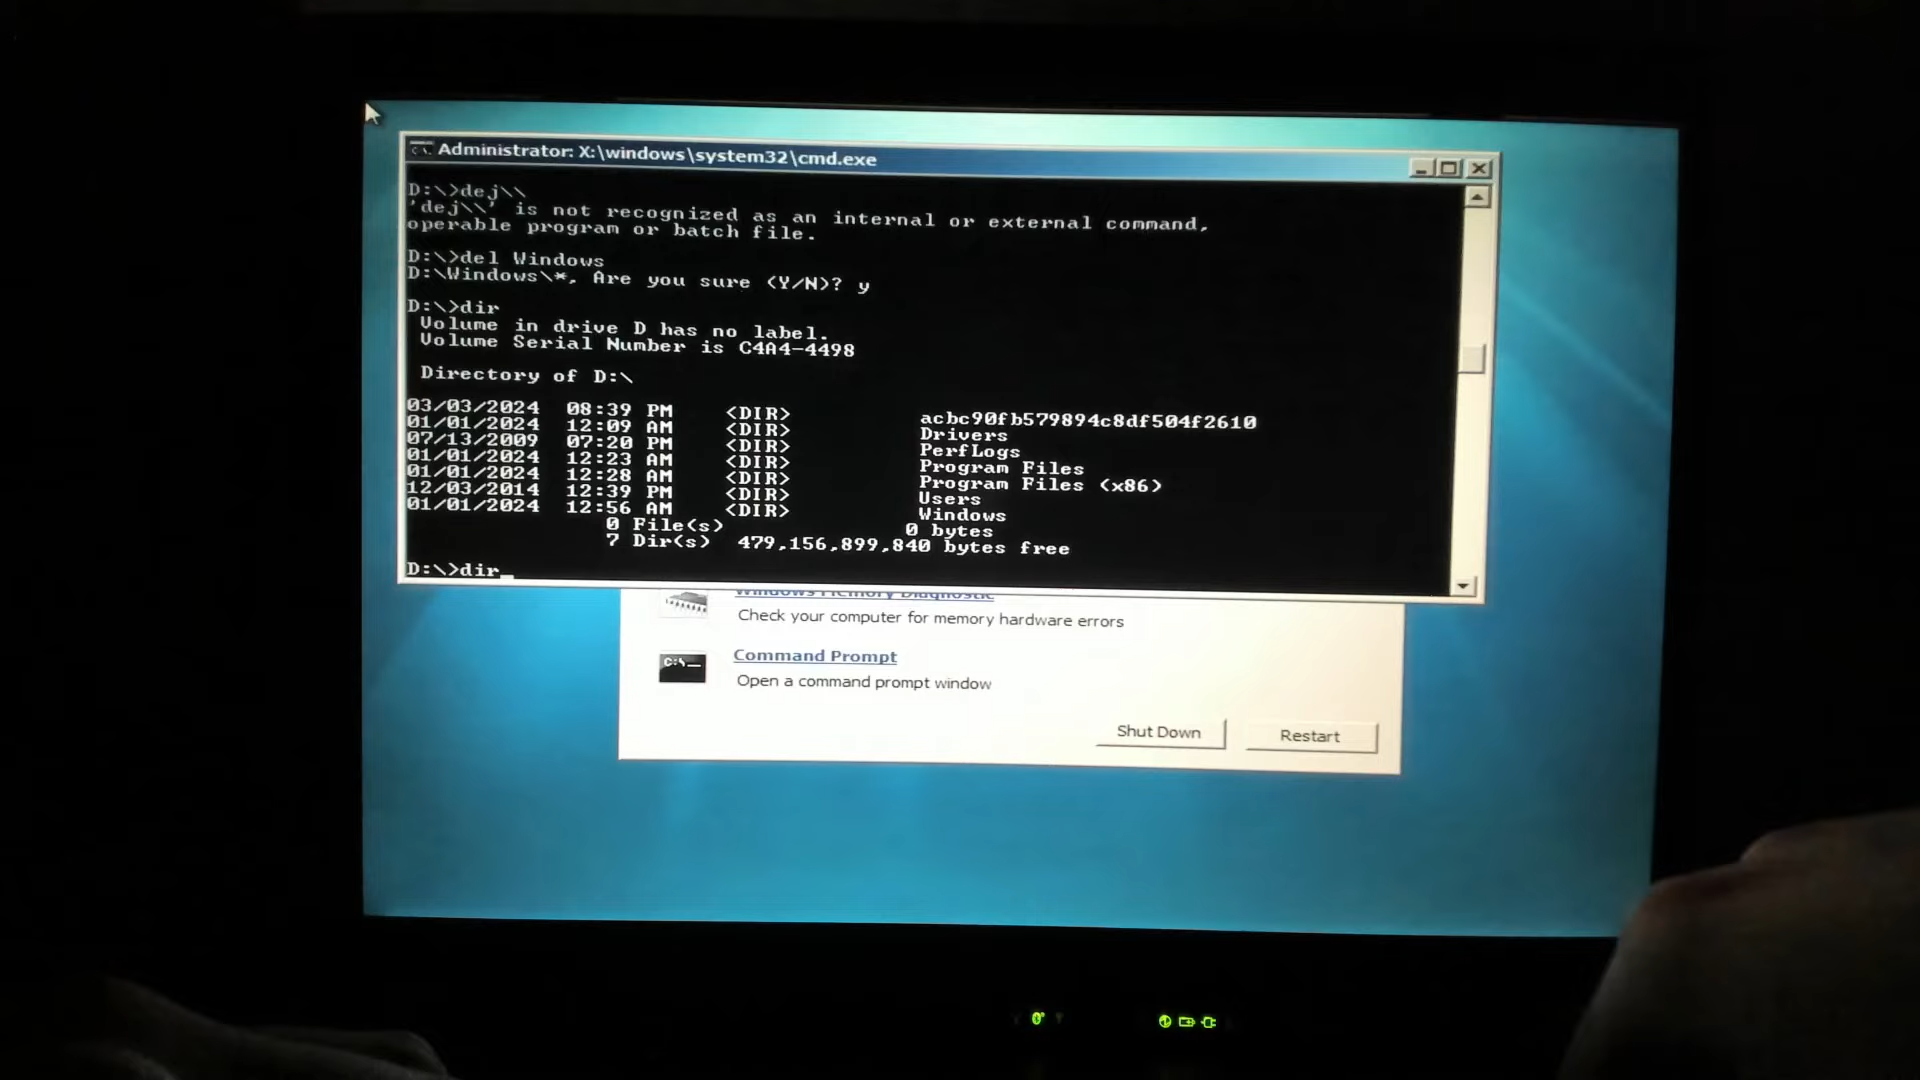 Administrator: X:\windows\system32\cmd.exe
D:\>dej\\
'dej\\' is not recognized as an internal or external command,
operable program or batch file.
D:\>del Windows
D:\Windows\*, Are you sure (Y/N)? y
D:\>dir
Volume in drive D has no label.
Volume Serial Number is C4A4-4498
Directory of D:\
03/03/2024 08:39 PM <DIR> acbc90fb579894c8df504f2610
01/01/2024 12:09 AM <DIR> Drivers
07/13/2009 07:20 PM <DIR> PerfLogs
01/01/2024 12:23 AM <DIR> Program Files
01/01/2024 12:28 AM <DIR> Program Files (x86)
12/03/2014 12:39 PM <DIR> Users
01/01/2024 12:56 AM <DIR> Windows
0 File(s) 0 bytes
7 Dir(s) 479,156,899,840 bytes free
D:\>dir_
Windows Memory Diagnostic
Check your computer for memory hardware errors
C:\_
Command Prompt
Open a command prompt window
Shut Down
Restart